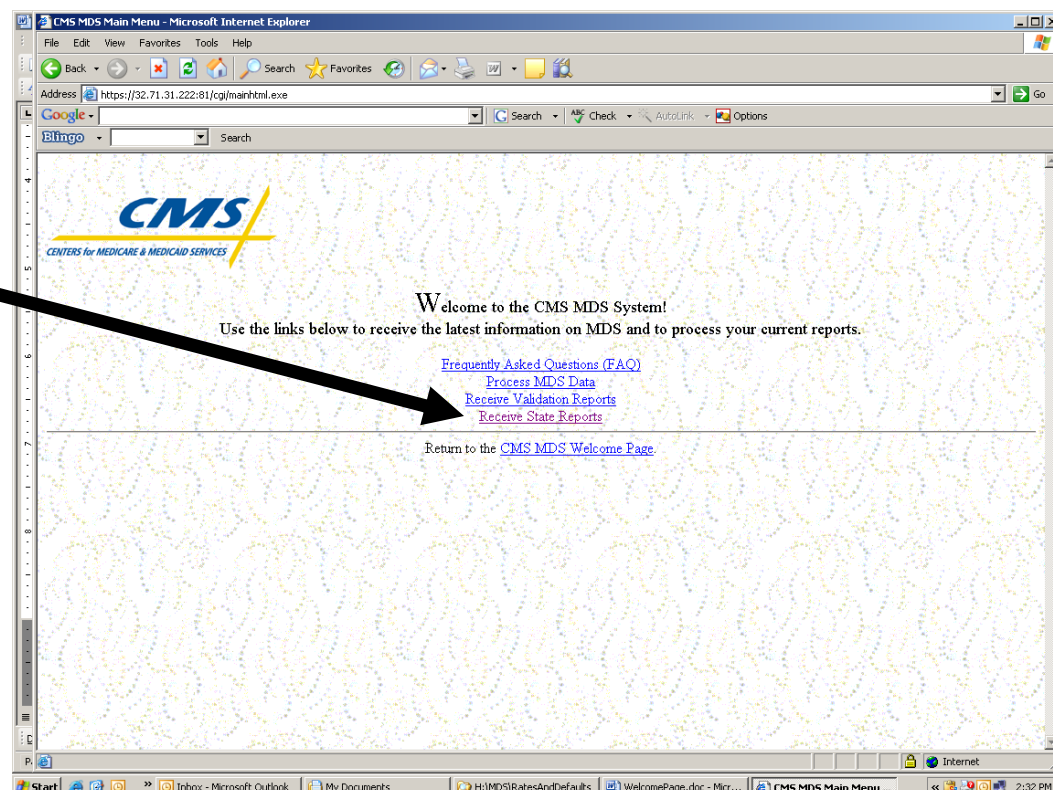 CMS MDS Main Menu - Microsoft Internet Explorer
File Edit View Favorites Tools Help
Back Search Favorites
Address https://32.71.31.222:81/cgi/mainhtml.exe Go
Google Search Check AutoLink Options
Blingo Search
CMS
CENTERS for MEDICARE & MEDICAID SERVICES
Welcome to the CMS MDS System!
Use the links below to receive the latest information on MDS and to process your current reports.
Frequently Asked Questions (FAQ)
Process MDS Data
Receive Validation Reports
Receive State Reports
Return to the CMS MDS Welcome Page.
Internet
Start Inbox - Microsoft Outlook My Documents H:\MDS\RatesAndDefaults WelcomePage.doc - Micr... CMS MDS Main Menu ... 2:32 PM